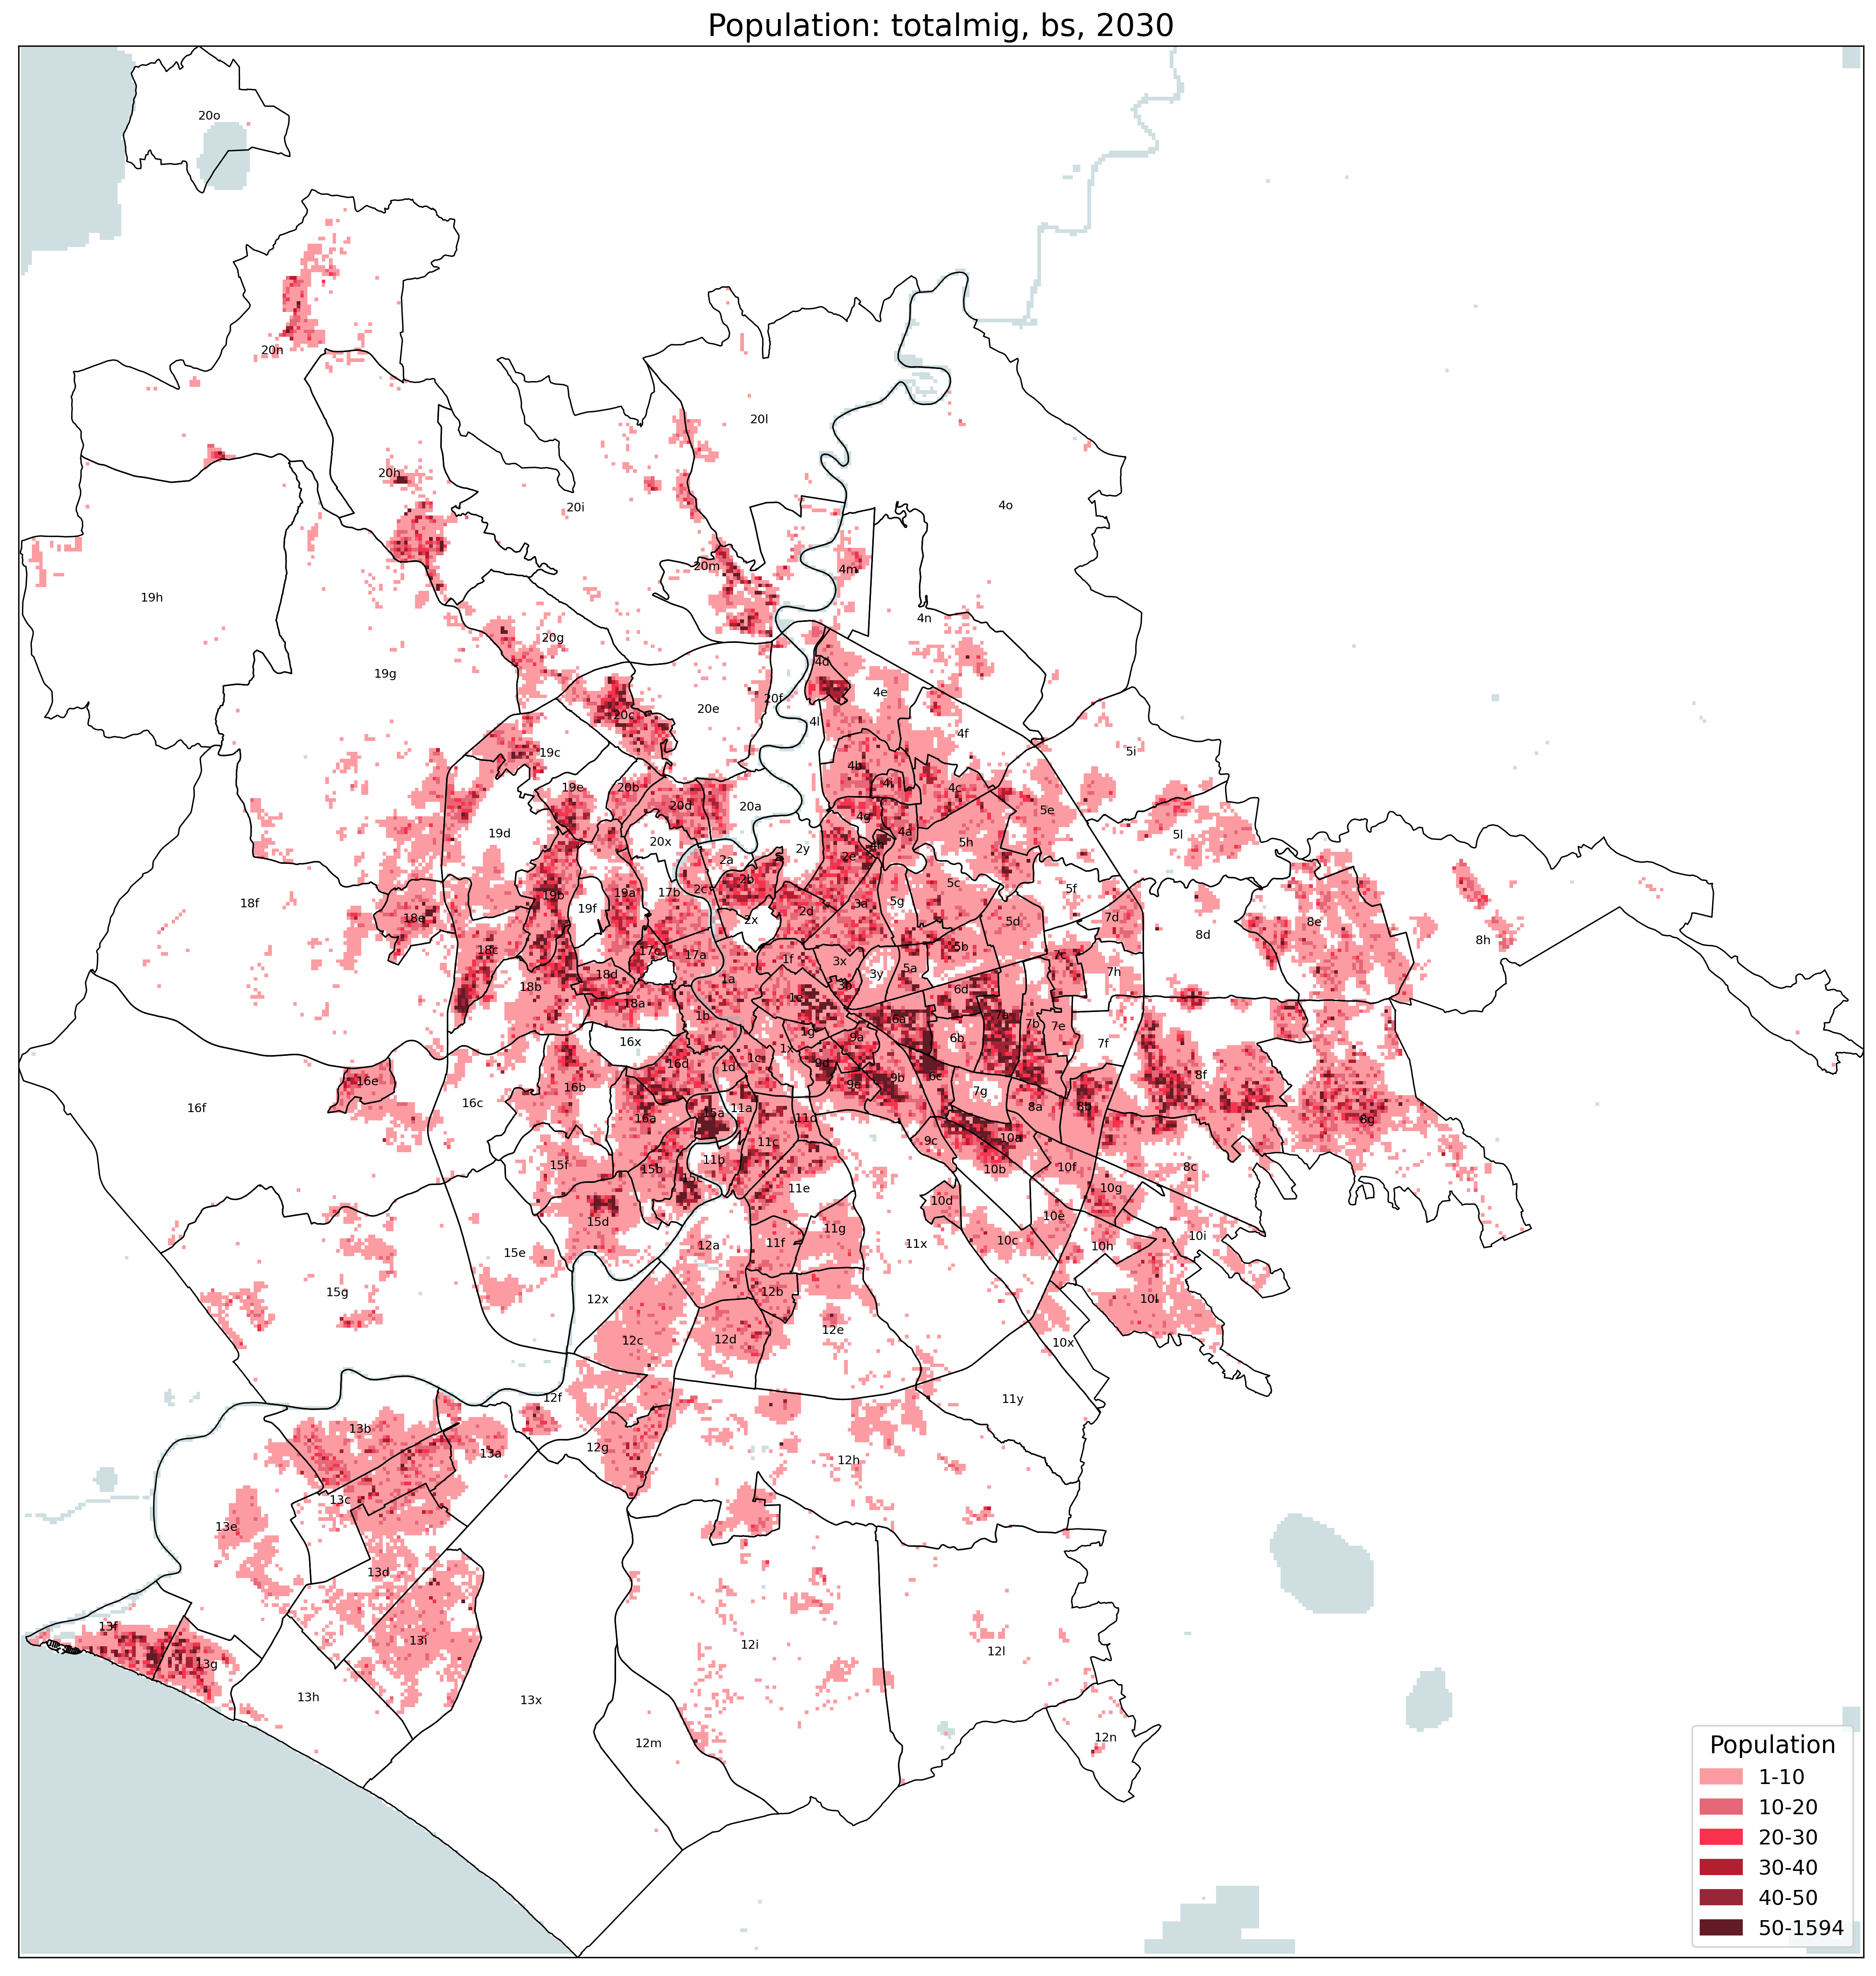 Population: totalmig, bs, 2030
20o
20n
20l
20h
20i
4o
20m
4m
19h
4n
20g
4d
19g
20f
4e
20c
20e
4l
4f
19c
5i
4b
19e
20b
4i
4c
20d
20a
5e
4g
19d
4a
5l
20x
4h
5h
2y
2e
2a
2b
5c
19b
19a
17b
2c
5f
18f
19f
3a
5g
2d
18e
2x
5d
7d
8e
8d
8h
18c
17c
17a
5b
7c
1f
3x
5a
7h
18d
3y
1a
18b
3b
6d
18a
1e
1b
6a
7a
7b
7e
1g
16x
9a
6b
7f
1x
1c
16d
9d
1d
8f
6c
9b
16e
16b
9e
7g
16f
16c
8a
8b
11a
15a
16a
11d
8g
11c
10a
9c
11b
15f
15b
10b
10f
8c
15c
11e
10g
10d
10e
15d
11g
10i
10c
11f
11x
12a
10h
15e
15g
12b
12x
10l
12e
12c
12d
10x
12f
11y
13b
12g
13a
12h
13c
13e
13d
13f
13i
12i
12l
13g
13h
13x
12n
12m
Population
1-10
10-20
20-30
30-40
40-50
50-1594